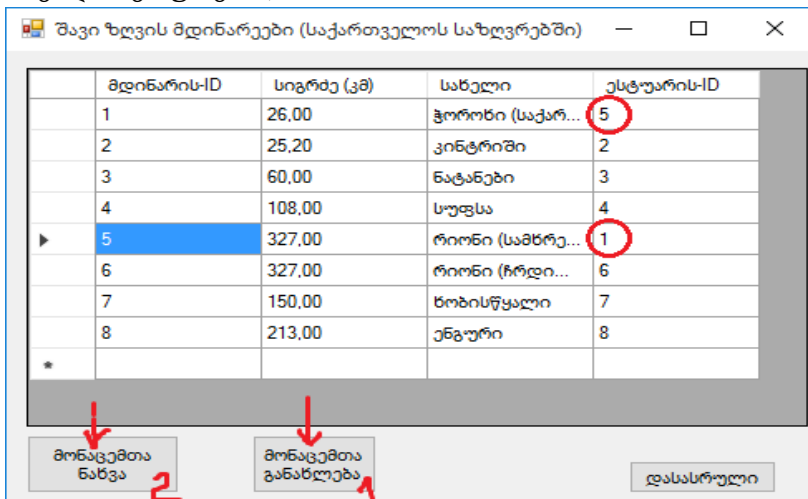 შავი ზღვის მდინარეები (საქართველოს საზღვრებში)
მდინარის-ID სიგრძე (კმ) სახელი ესტუარის-ID
1 26,00 ჭოროხი (საქარ... 5
2 25,20 კინტრიში 2
3 60,00 ნატანები 3
4 108,00 სუფსა 4
5 327,00 რიონი (სამხრე... 1
6 327,00 რიონი (ჩრდი... 6
7 150,00 ხობისწყალი 7
8 213,00 ენგური 8
მონაცემთა ნახვა 2
მონაცემთა განახლება 1
დასასრული